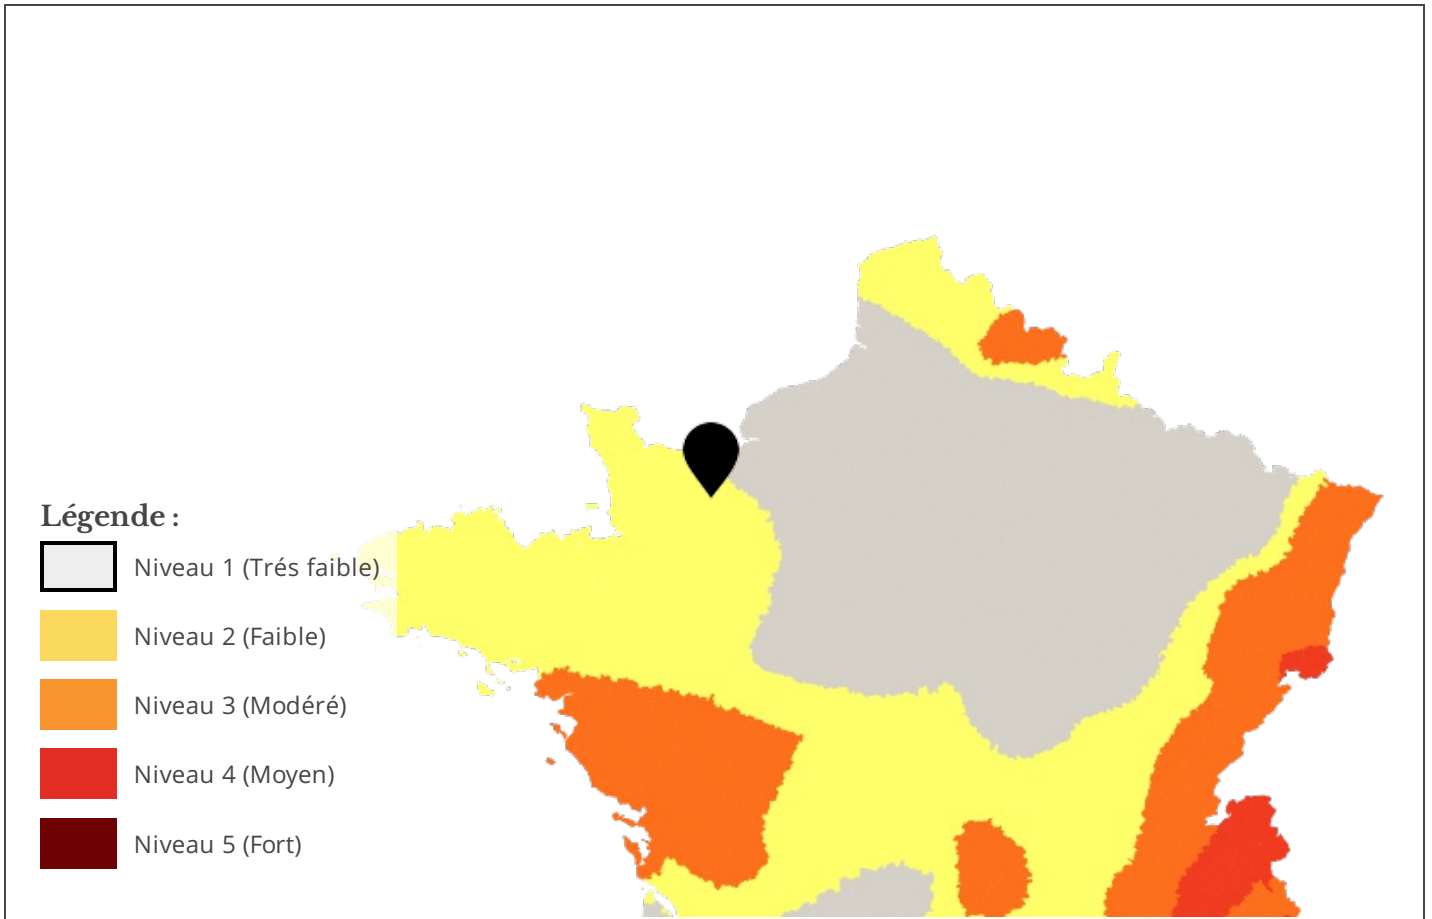 Légende :
Niveau 1 (Trés faible)
Niveau 2 (Faible)
Niveau 3 (Modéré)
Niveau 4 (Moyen)
Niveau 5 (Fort)